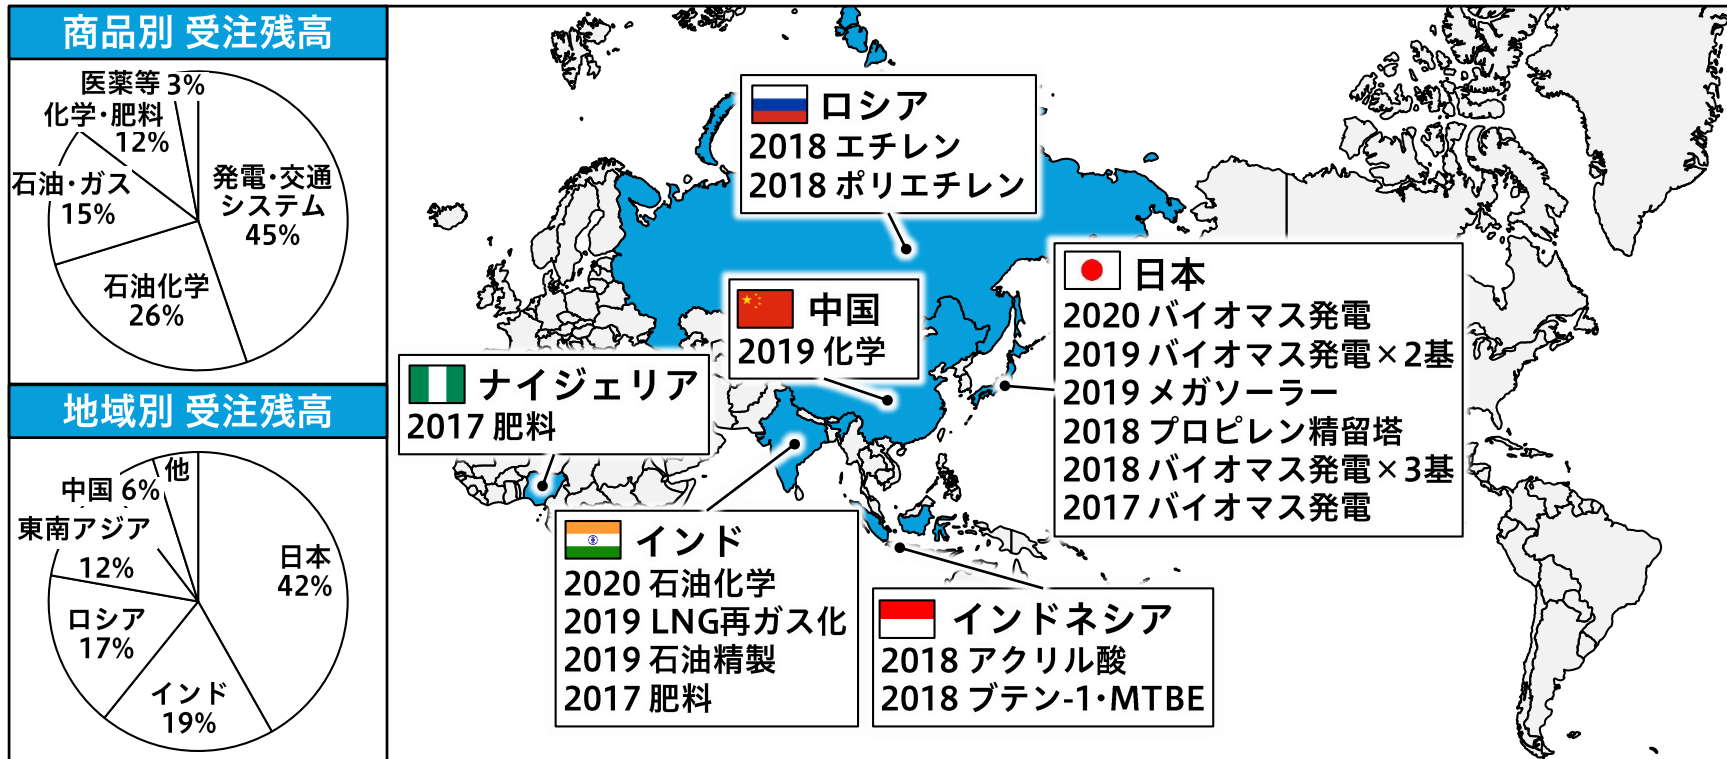 商品別 受注残高
医薬等 3%
化学・肥料
12%
石油・ガス
15%
発電・交通
システム
45%
石油化学
26%
地域別 受注残高
他
中国 6%
東南アジア
12%
日本
42%
ロシア
17%
インド
19%
ロシア
2018 エチレン
2018 ポリエチレン
中国
2019 化学
日本
2020 バイオマス発電
2019 バイオマス発電×2基
2019 メガソーラー
2018 プロピレン精留塔
2018 バイオマス発電×3基
2017 バイオマス発電
ナイジェリア
2017 肥料
インド
2020 石油化学
2019 LNG再ガス化
2019 石油精製
2017 肥料
インドネシア
2018 アクリル酸
2018 ブテン-1・MTBE